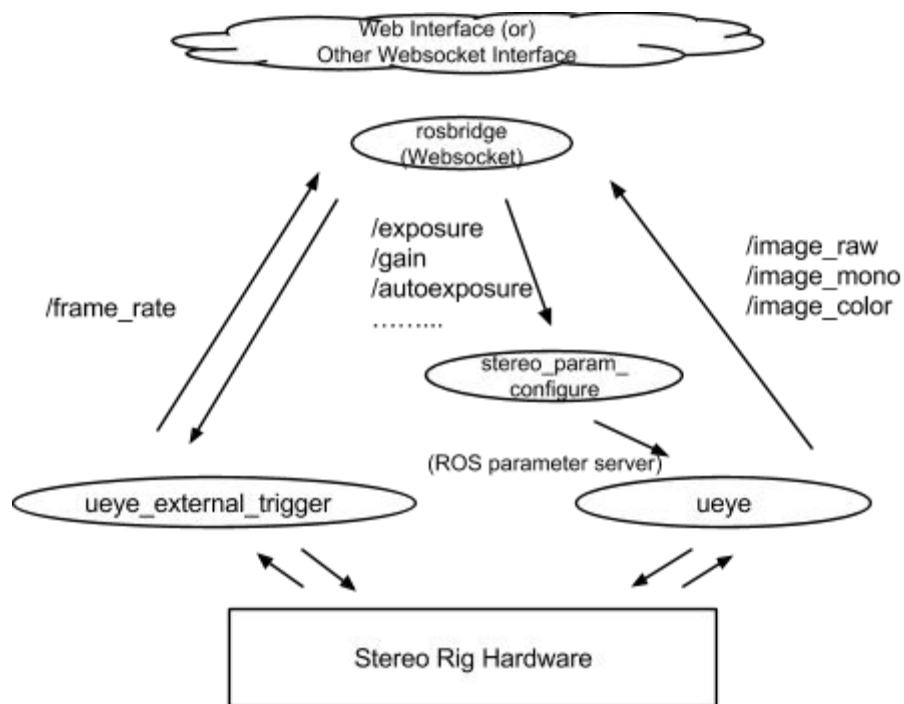 Web Interface (or)
Other Websocket Interface
rosbridge
(Websocket)
/exposure
/gain
/autoexposure
………...
/frame_rate
/image_raw
/image_mono
/image_color
stereo_param_
configure
(ROS parameter server)
ueye_external_trigger
ueye
Stereo Rig Hardware